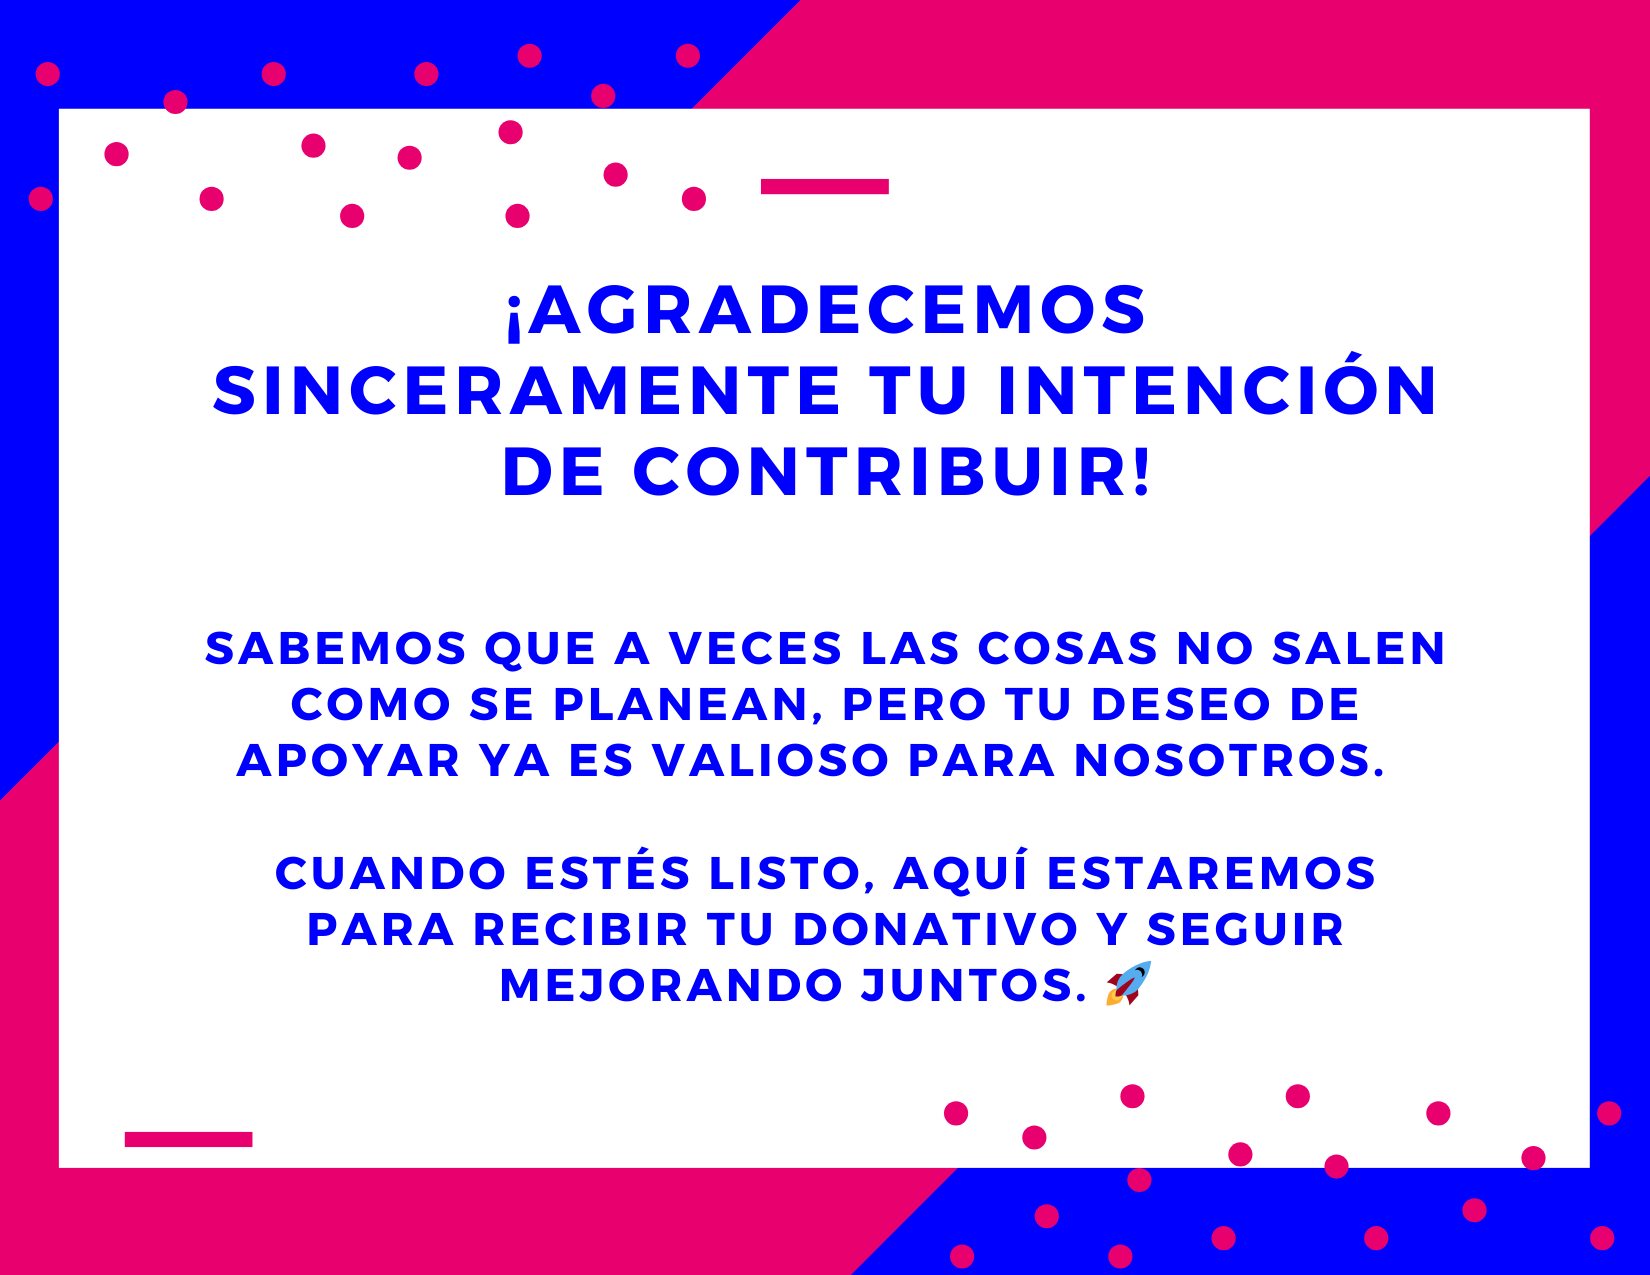 ¡AGRADECEMOS
SINCERAMENTE TU INTENCIÓN
DE CONTRIBUIR!
SABEMOS QUE A VECES LAS COSAS NO SALEN
COMO SE PLANEAN, PERO TU DESEO DE
APOYAR YA ES VALIOSO PARA NOSOTROS.
CUANDO ESTÉS LISTO, AQUÍ ESTAREMOS
PARA RECIBIR TU DONATIVO Y SEGUIR
MEJORANDO JUNTOS. 🚀